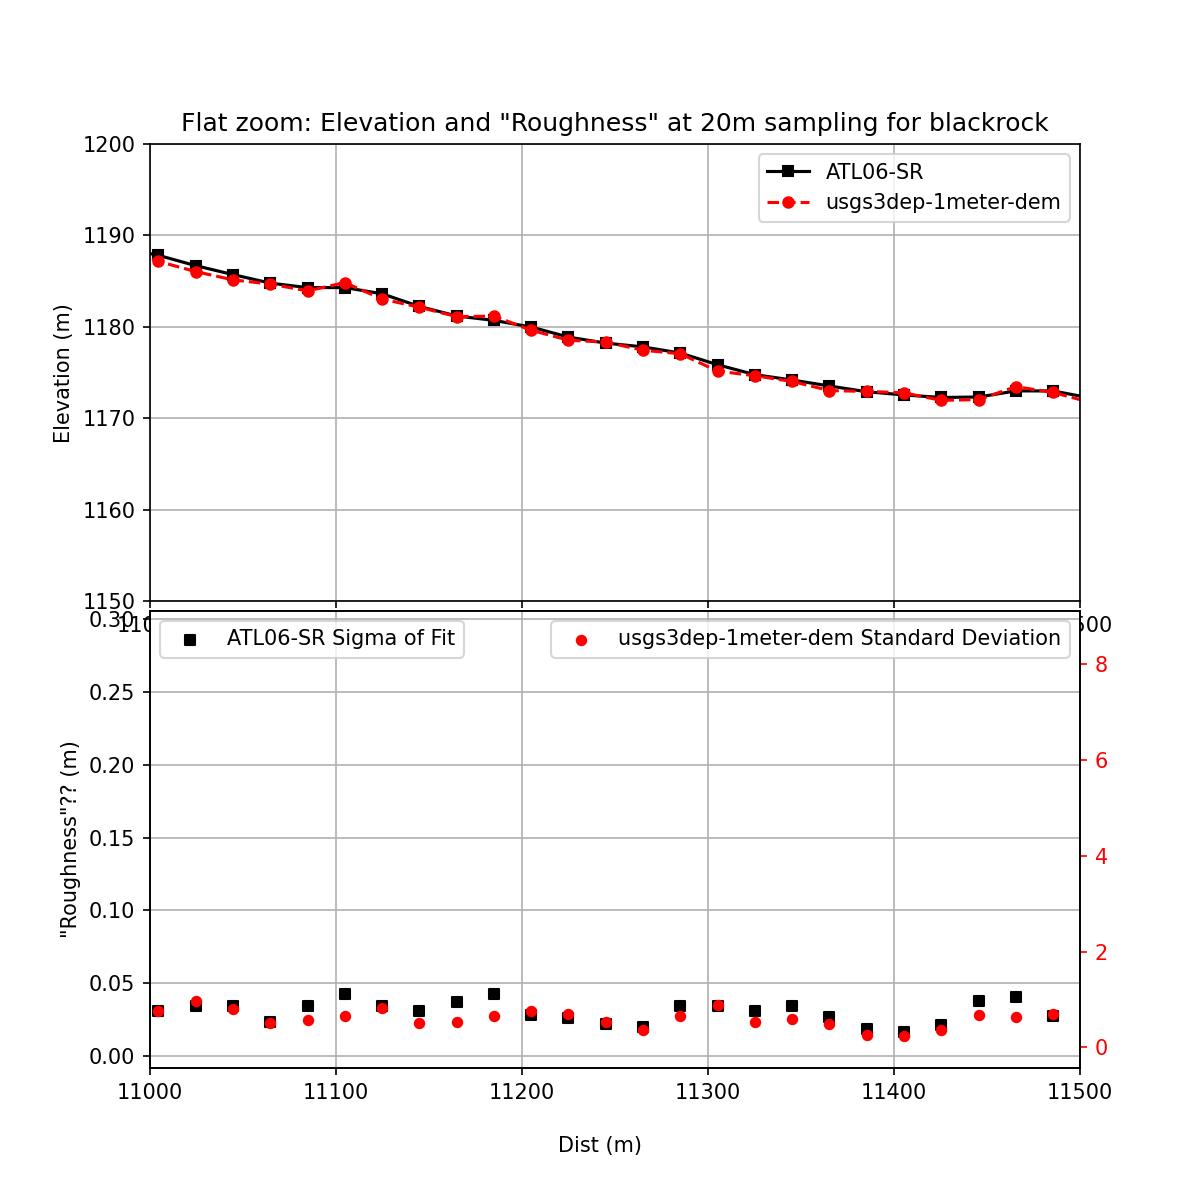 Flat zoom: Elevation and "Roughness" at 20m sampling for blackrock
1200
1190
1180
1170
1160
1150
Elevation (m)
ATL06-SR
usgs3dep-1meter-dem
0.30
0.25
0.20
0.15
0.10
0.05
0.00
"Roughness"?? (m)
ATL06-SR Sigma of Fit
usgs3dep-1meter-dem Standard Deviation
8
6
4
2
0
11000 11100 11200 11300 11400 11500
Dist (m)